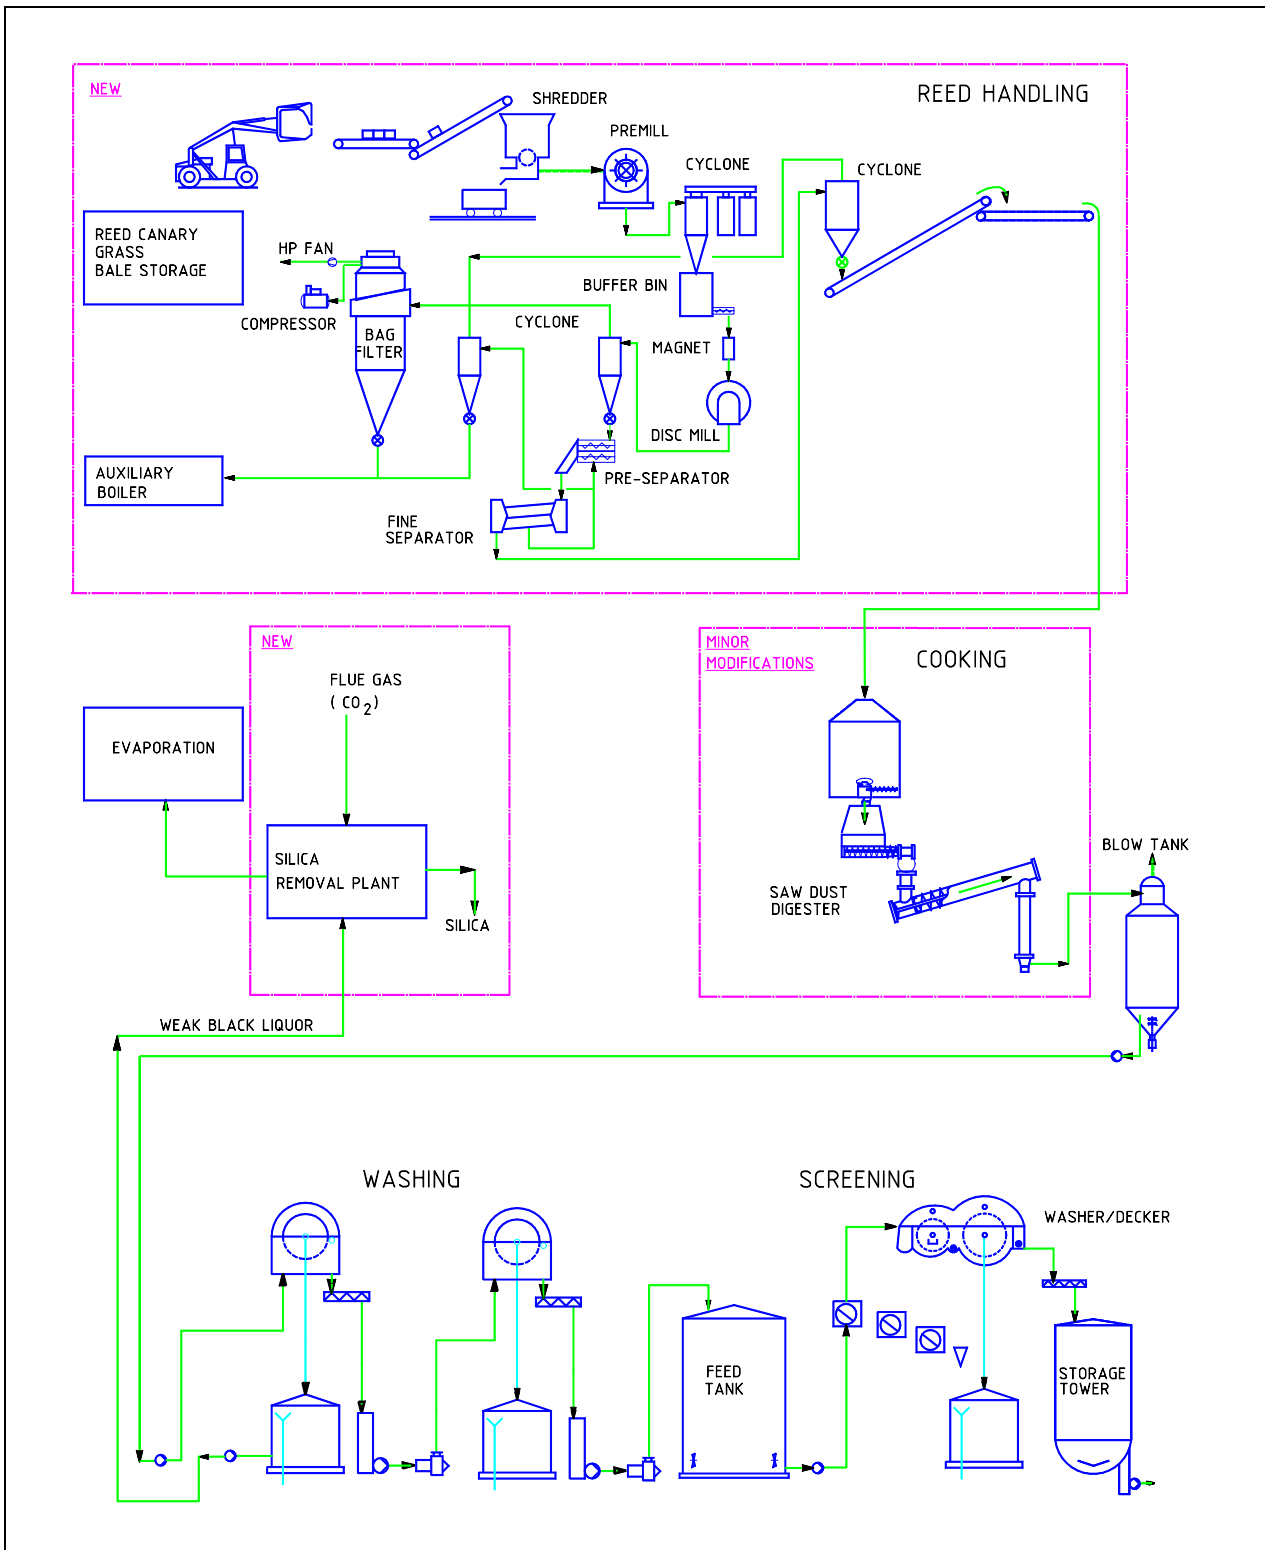 NEW
REED HANDLING
SHREDDER
PREMILL
CYCLONE
CYCLONE
REED CANARY
GRASS
BALE STORAGE
HP FAN
BUFFER BIN
COMPRESSOR
CYCLONE
BAG
FILTER
MAGNET
DISC MILL
AUXILIARY
BOILER
PRE-SEPARATOR
FINE
SEPARATOR
NEW
MINOR
MODIFICATIONS
COOKING
FLUE GAS
( CO2)
EVAPORATION
SILICA
REMOVAL PLANT
SILICA
SAW DUST
DIGESTER
BLOW TANK
WEAK BLACK LIQUOR
WASHING
SCREENING
WASHER/DECKER
FEED
TANK
STORAGE
TOWER